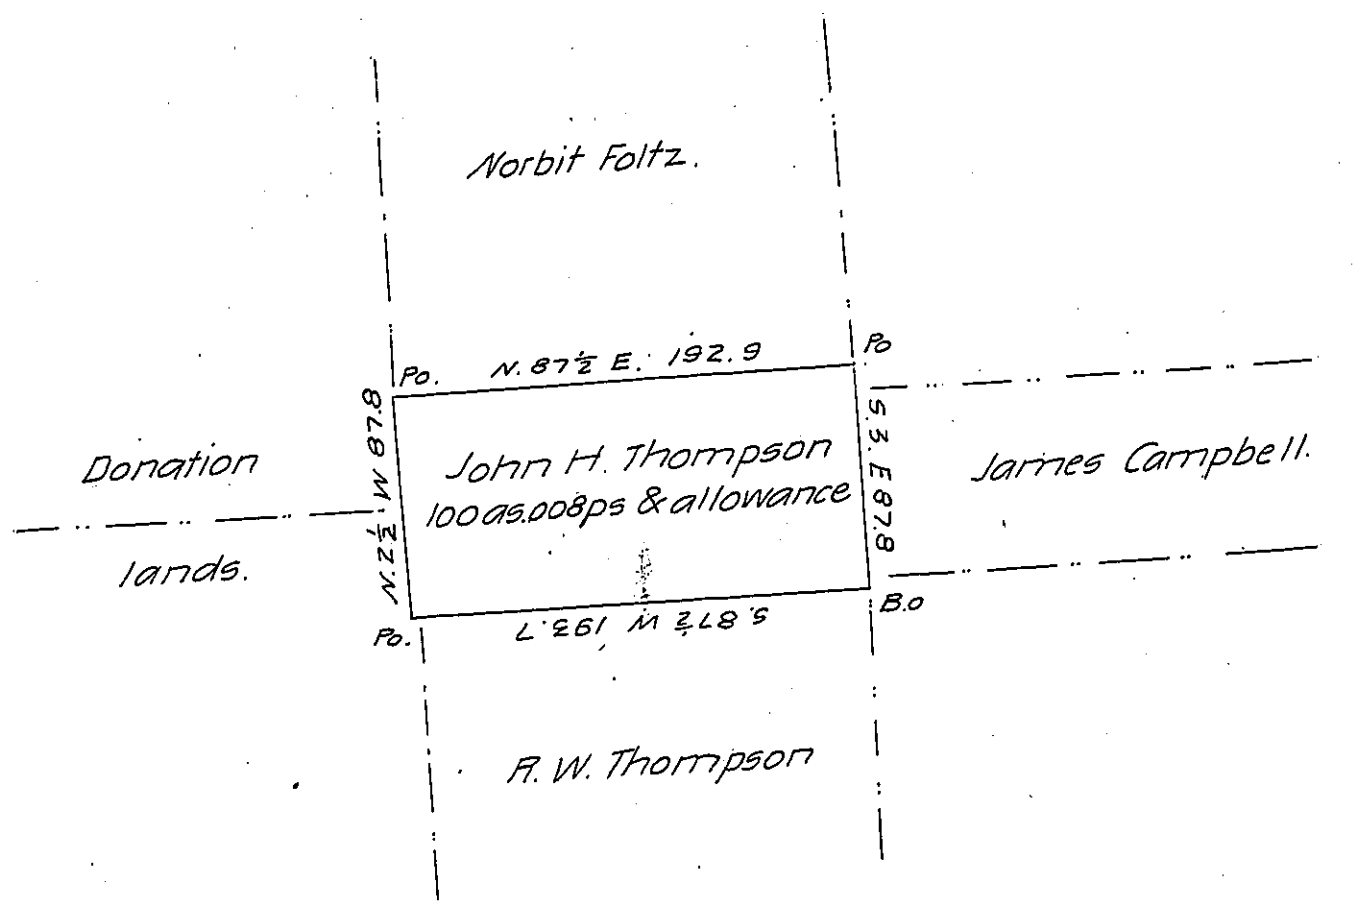 Norbit Foltz.
Po. N. 87½ E. 192.9 Po
N. 2½. W 87.8
S. 3. E 87.8
Donation
lands.
John H. Thompson
100 as. 008 ps & allowance
James Campbell.
Po. S. 87½ W 193.7 B.O
R. W. Thompson